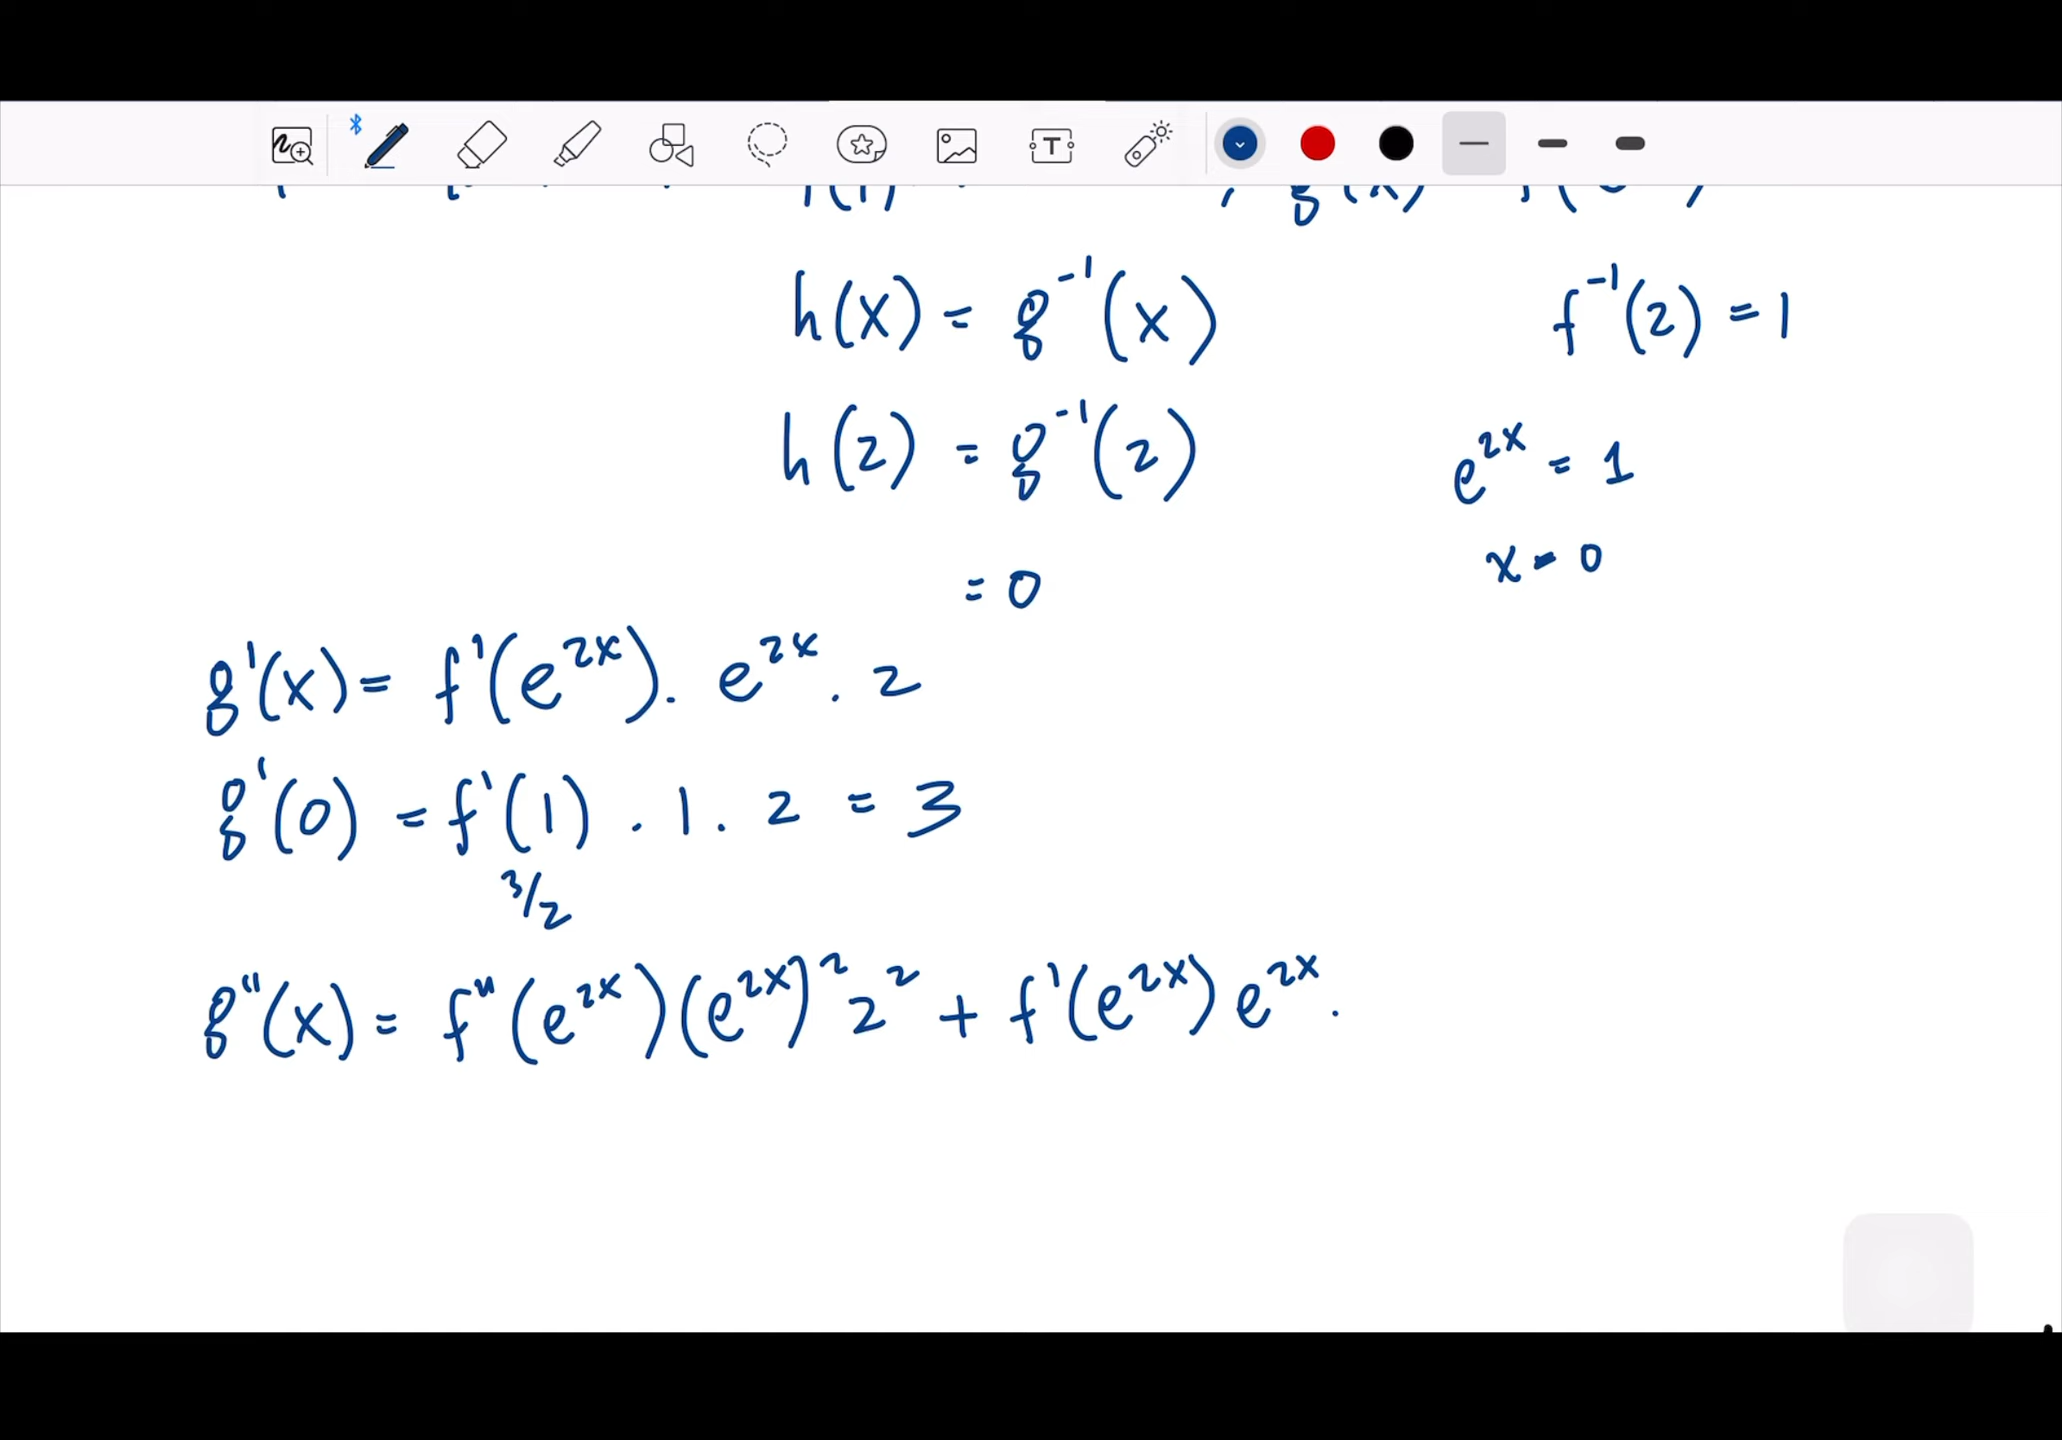 h(x) = g⁻¹(x)
f⁻¹(2) = 1
h(2) = g⁻¹(2)
e²ˣ = 1
x = 0
= 0
g'(x) = f'(e²ˣ). e²ˣ . 2
g'(0) = f'(1) . 1 . 2 = 3
3/2
g''(x) = f''(e²ˣ)(e²ˣ)² 2² + f'(e²ˣ) e²ˣ .